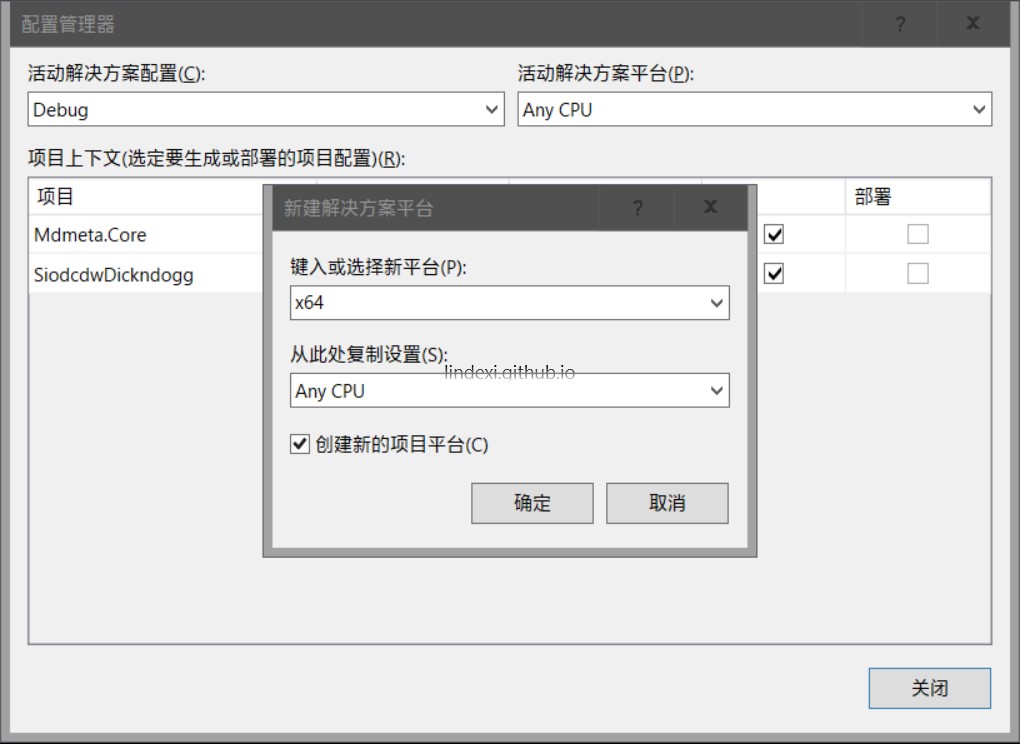 配置管理器
活动解决方案配置(C):
活动解决方案平台(P):
Debug
Any CPU
项目上下文(选定要生成或部署的项目配置)(R):
项目
部署
Mdmeta.Core
SiodcdwDickndogg
新建解决方案平台
键入或选择新平台(P):
x64
从此处复制设置(S):
lindexi.github.io
Any CPU
创建新的项目平台(C)
确定
取消
关闭